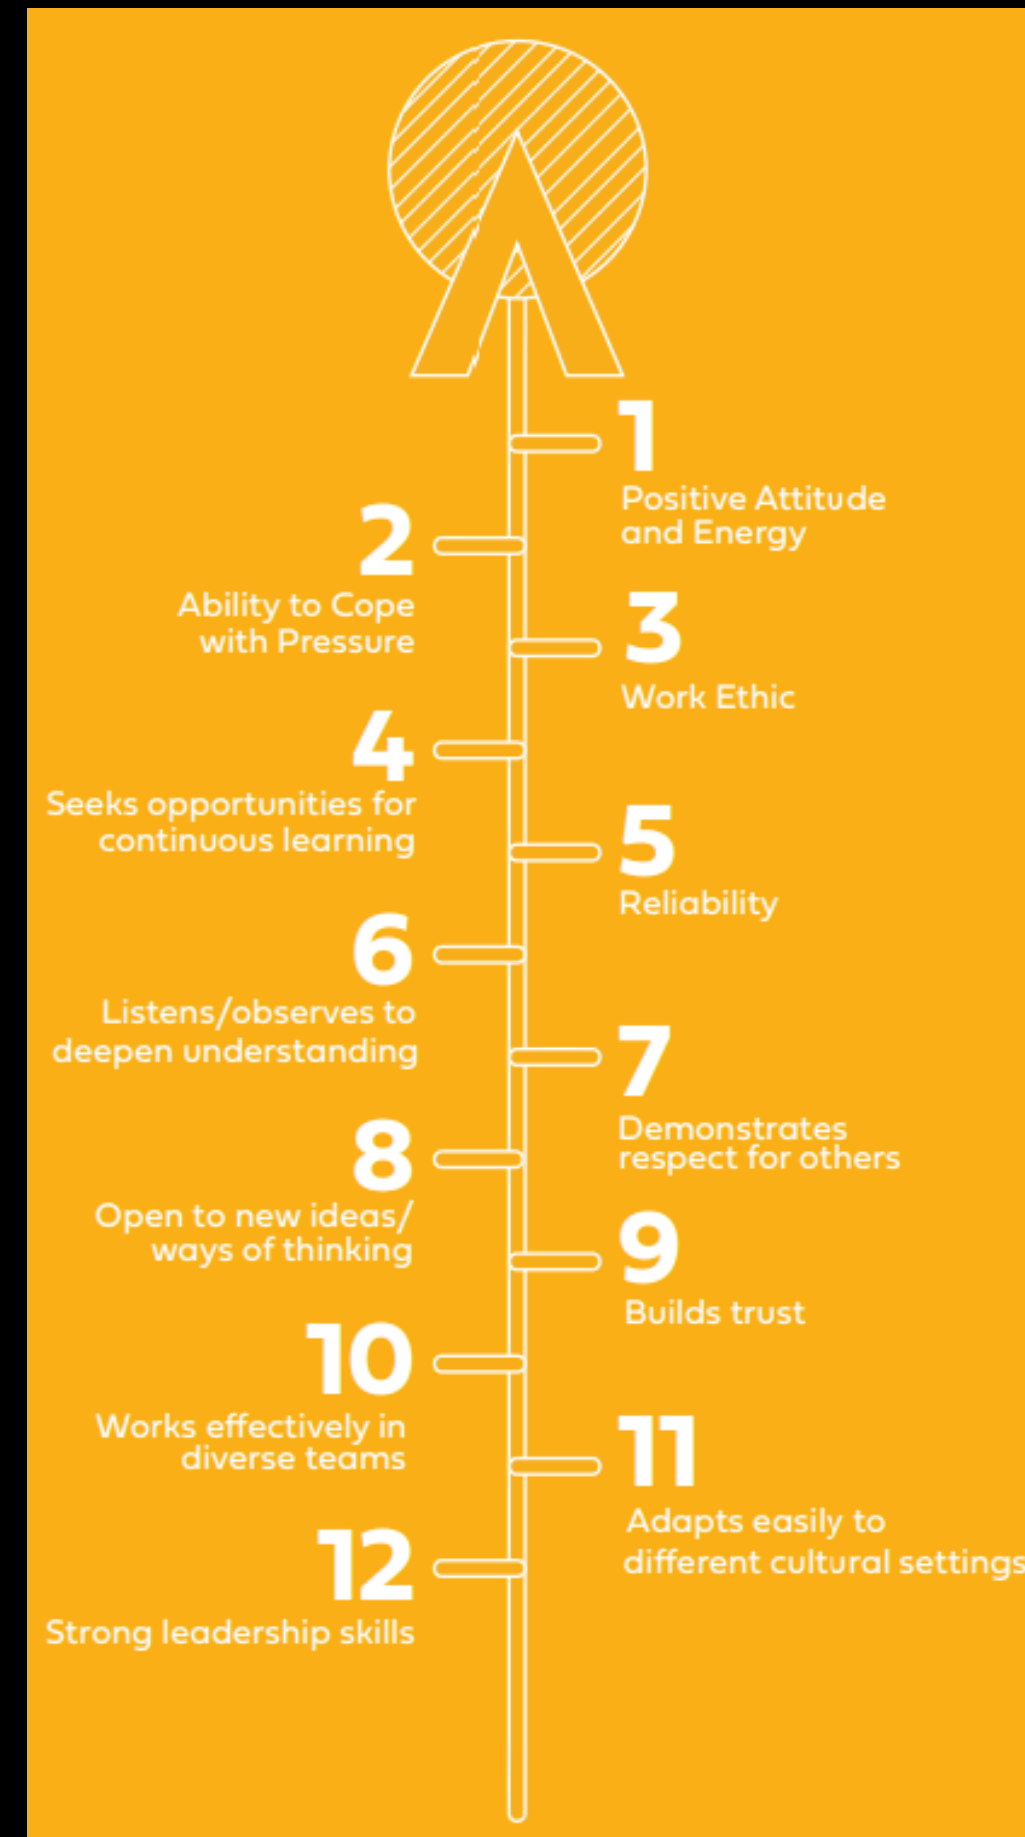 1
Positive Attitude
and Energy
2
Ability to Cope
with Pressure
3
Work Ethic
4
Seeks opportunities for
continuous learning
5
Reliability
6
Listens/observes to
deepen understanding
7
Demonstrates
respect for others
8
Open to new ideas/
ways of thinking
9
Builds trust
10
Works effectively in
diverse teams
11
Adapts easily to
different cultural settings
12
Strong leadership skills